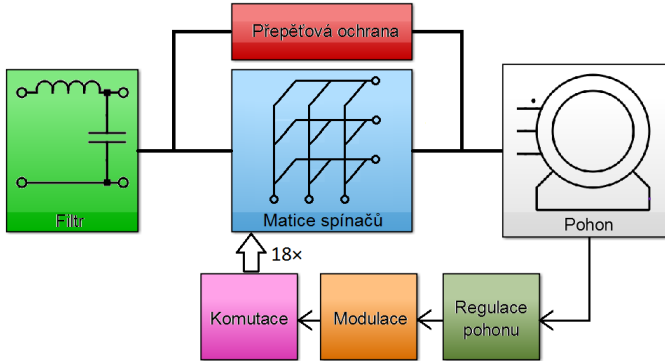 Přepěťová ochrana
Filtr
Matice spínačů
Pohon
18×
Komutace
Modulace
Regulace
pohonu